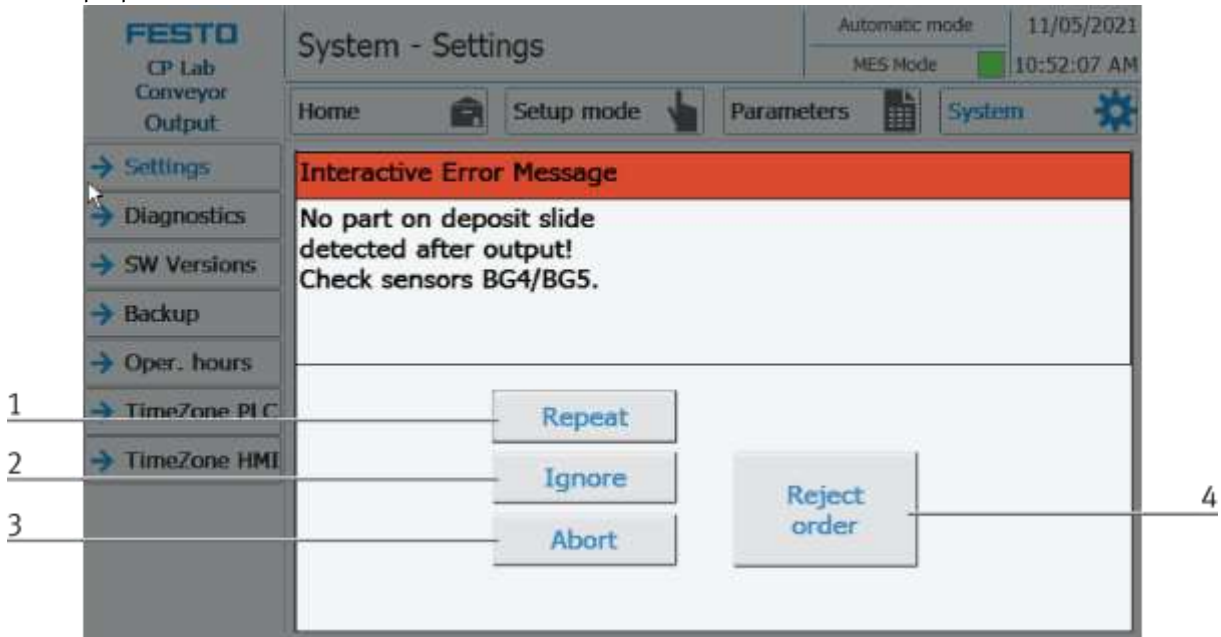 FESTO
CP Lab
Conveyor
Output
System - Settings
Automatic mode
MES Mode
11/05/2021
10:52:07 AM
Home
Setup mode
Parameters
System
Settings
Diagnostics
SW Versions
Backup
Oper. hours
TimeZone PLC
TimeZone HMI
Interactive Error Message
No part on deposit slide
detected after output!
Check sensors BG4/BG5.
1
Repeat
2
Ignore
3
Abort
Reject
order
4